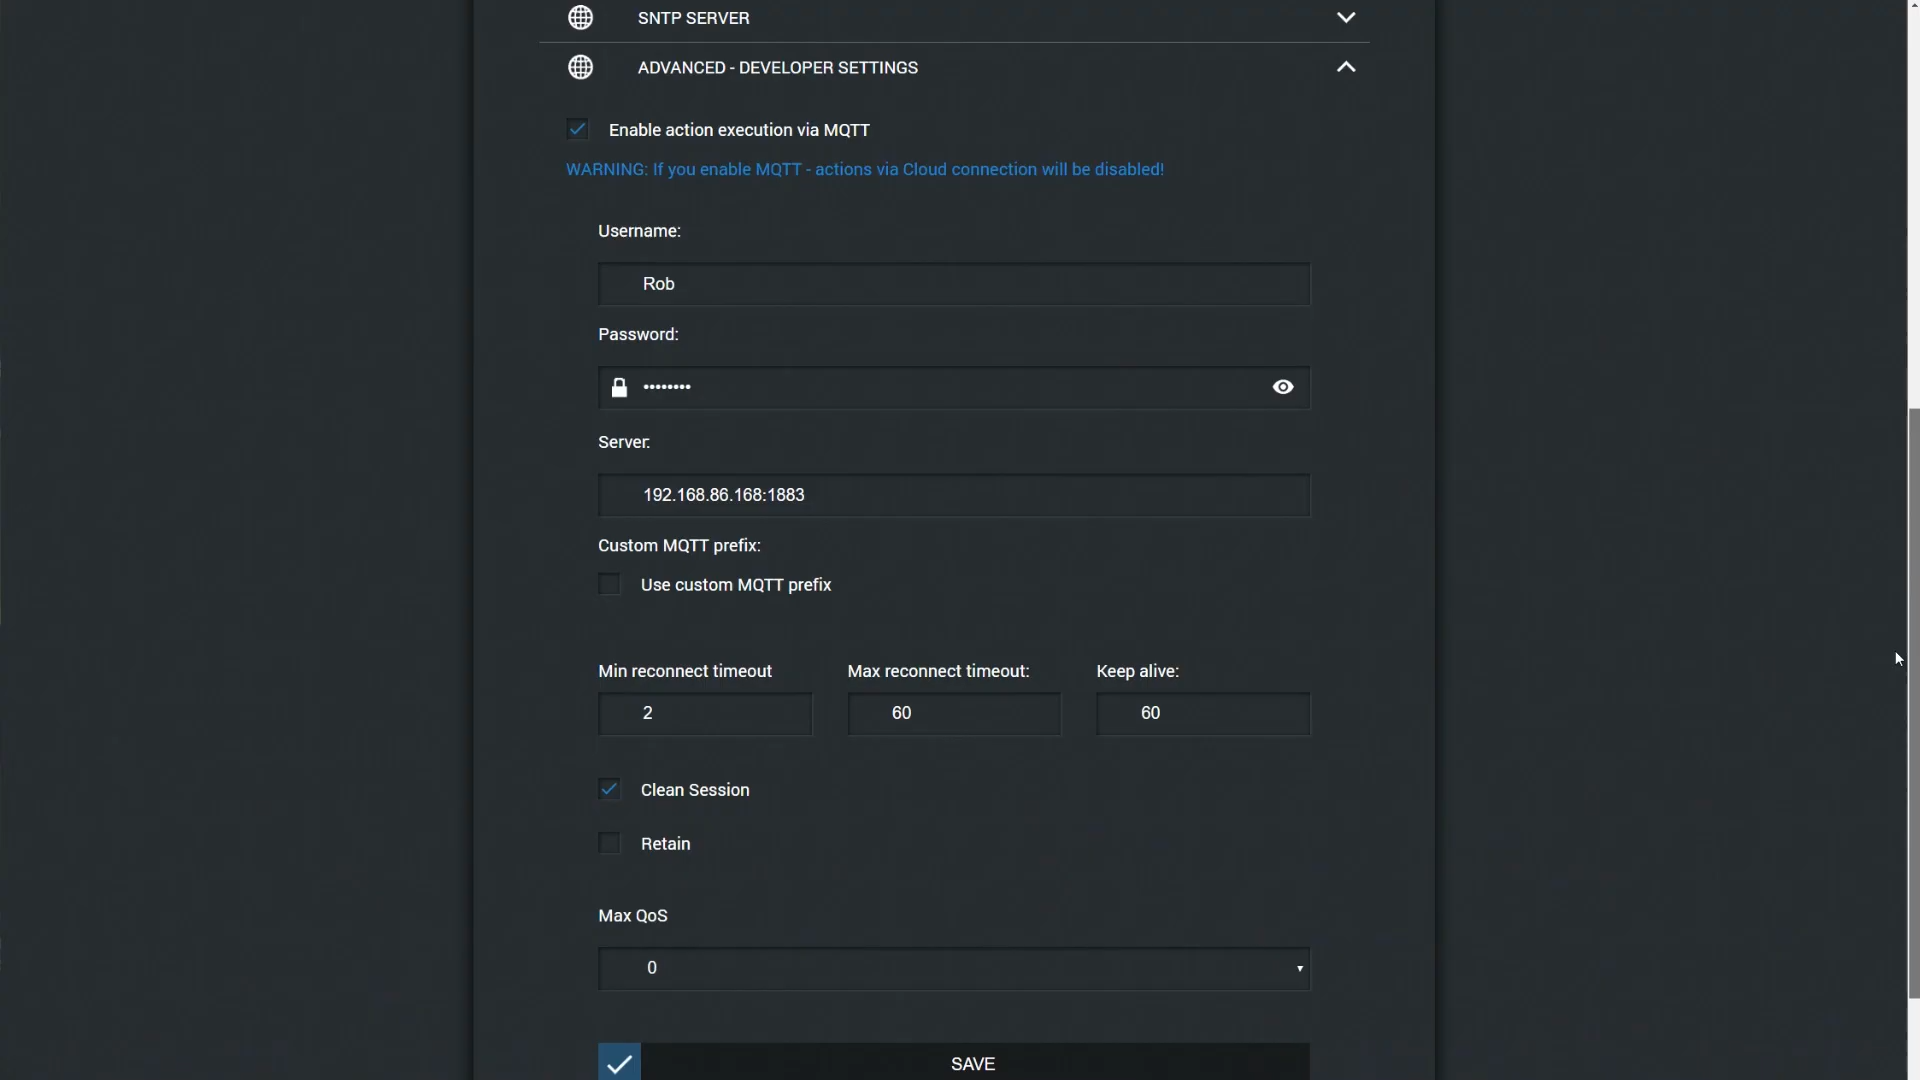 SNTP SERVER
ADVANCED - DEVELOPER SETTINGS
Enable action execution via MQTT
WARNING: If you enable MQTT - actions via Cloud connection will be disabled!
Username:
Rob
Password:
••••••••
Server:
192.168.86.168:1883
Custom MQTT prefix:
Use custom MQTT prefix
Min reconnect timeout Max reconnect timeout: Keep alive:
2 60 60
Clean Session
Retain
Max QoS
0
SAVE